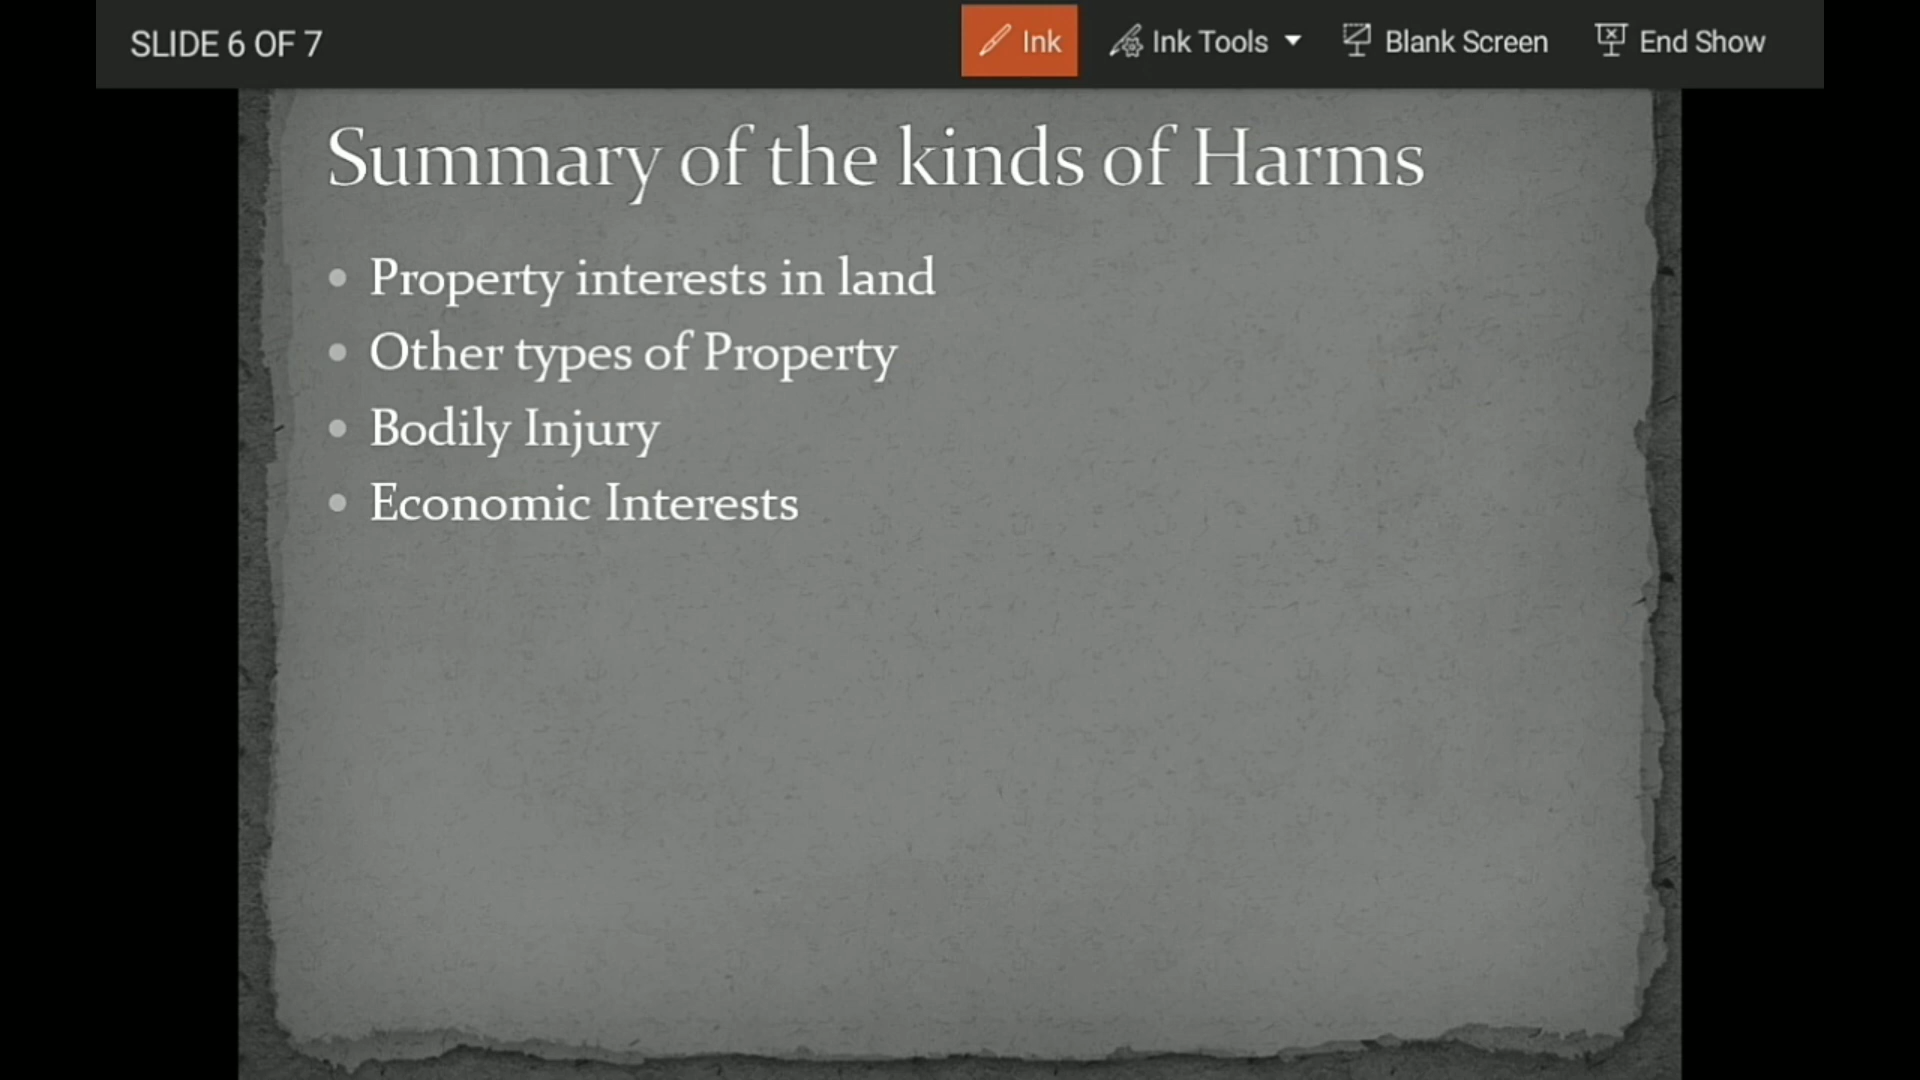 SLIDE 6 OF 7
Ink
Ink Tools
Blank Screen
End Show
Summary of the kinds of Harms
Property interests in land
Other types of Property
Bodily Injury
Economic Interests